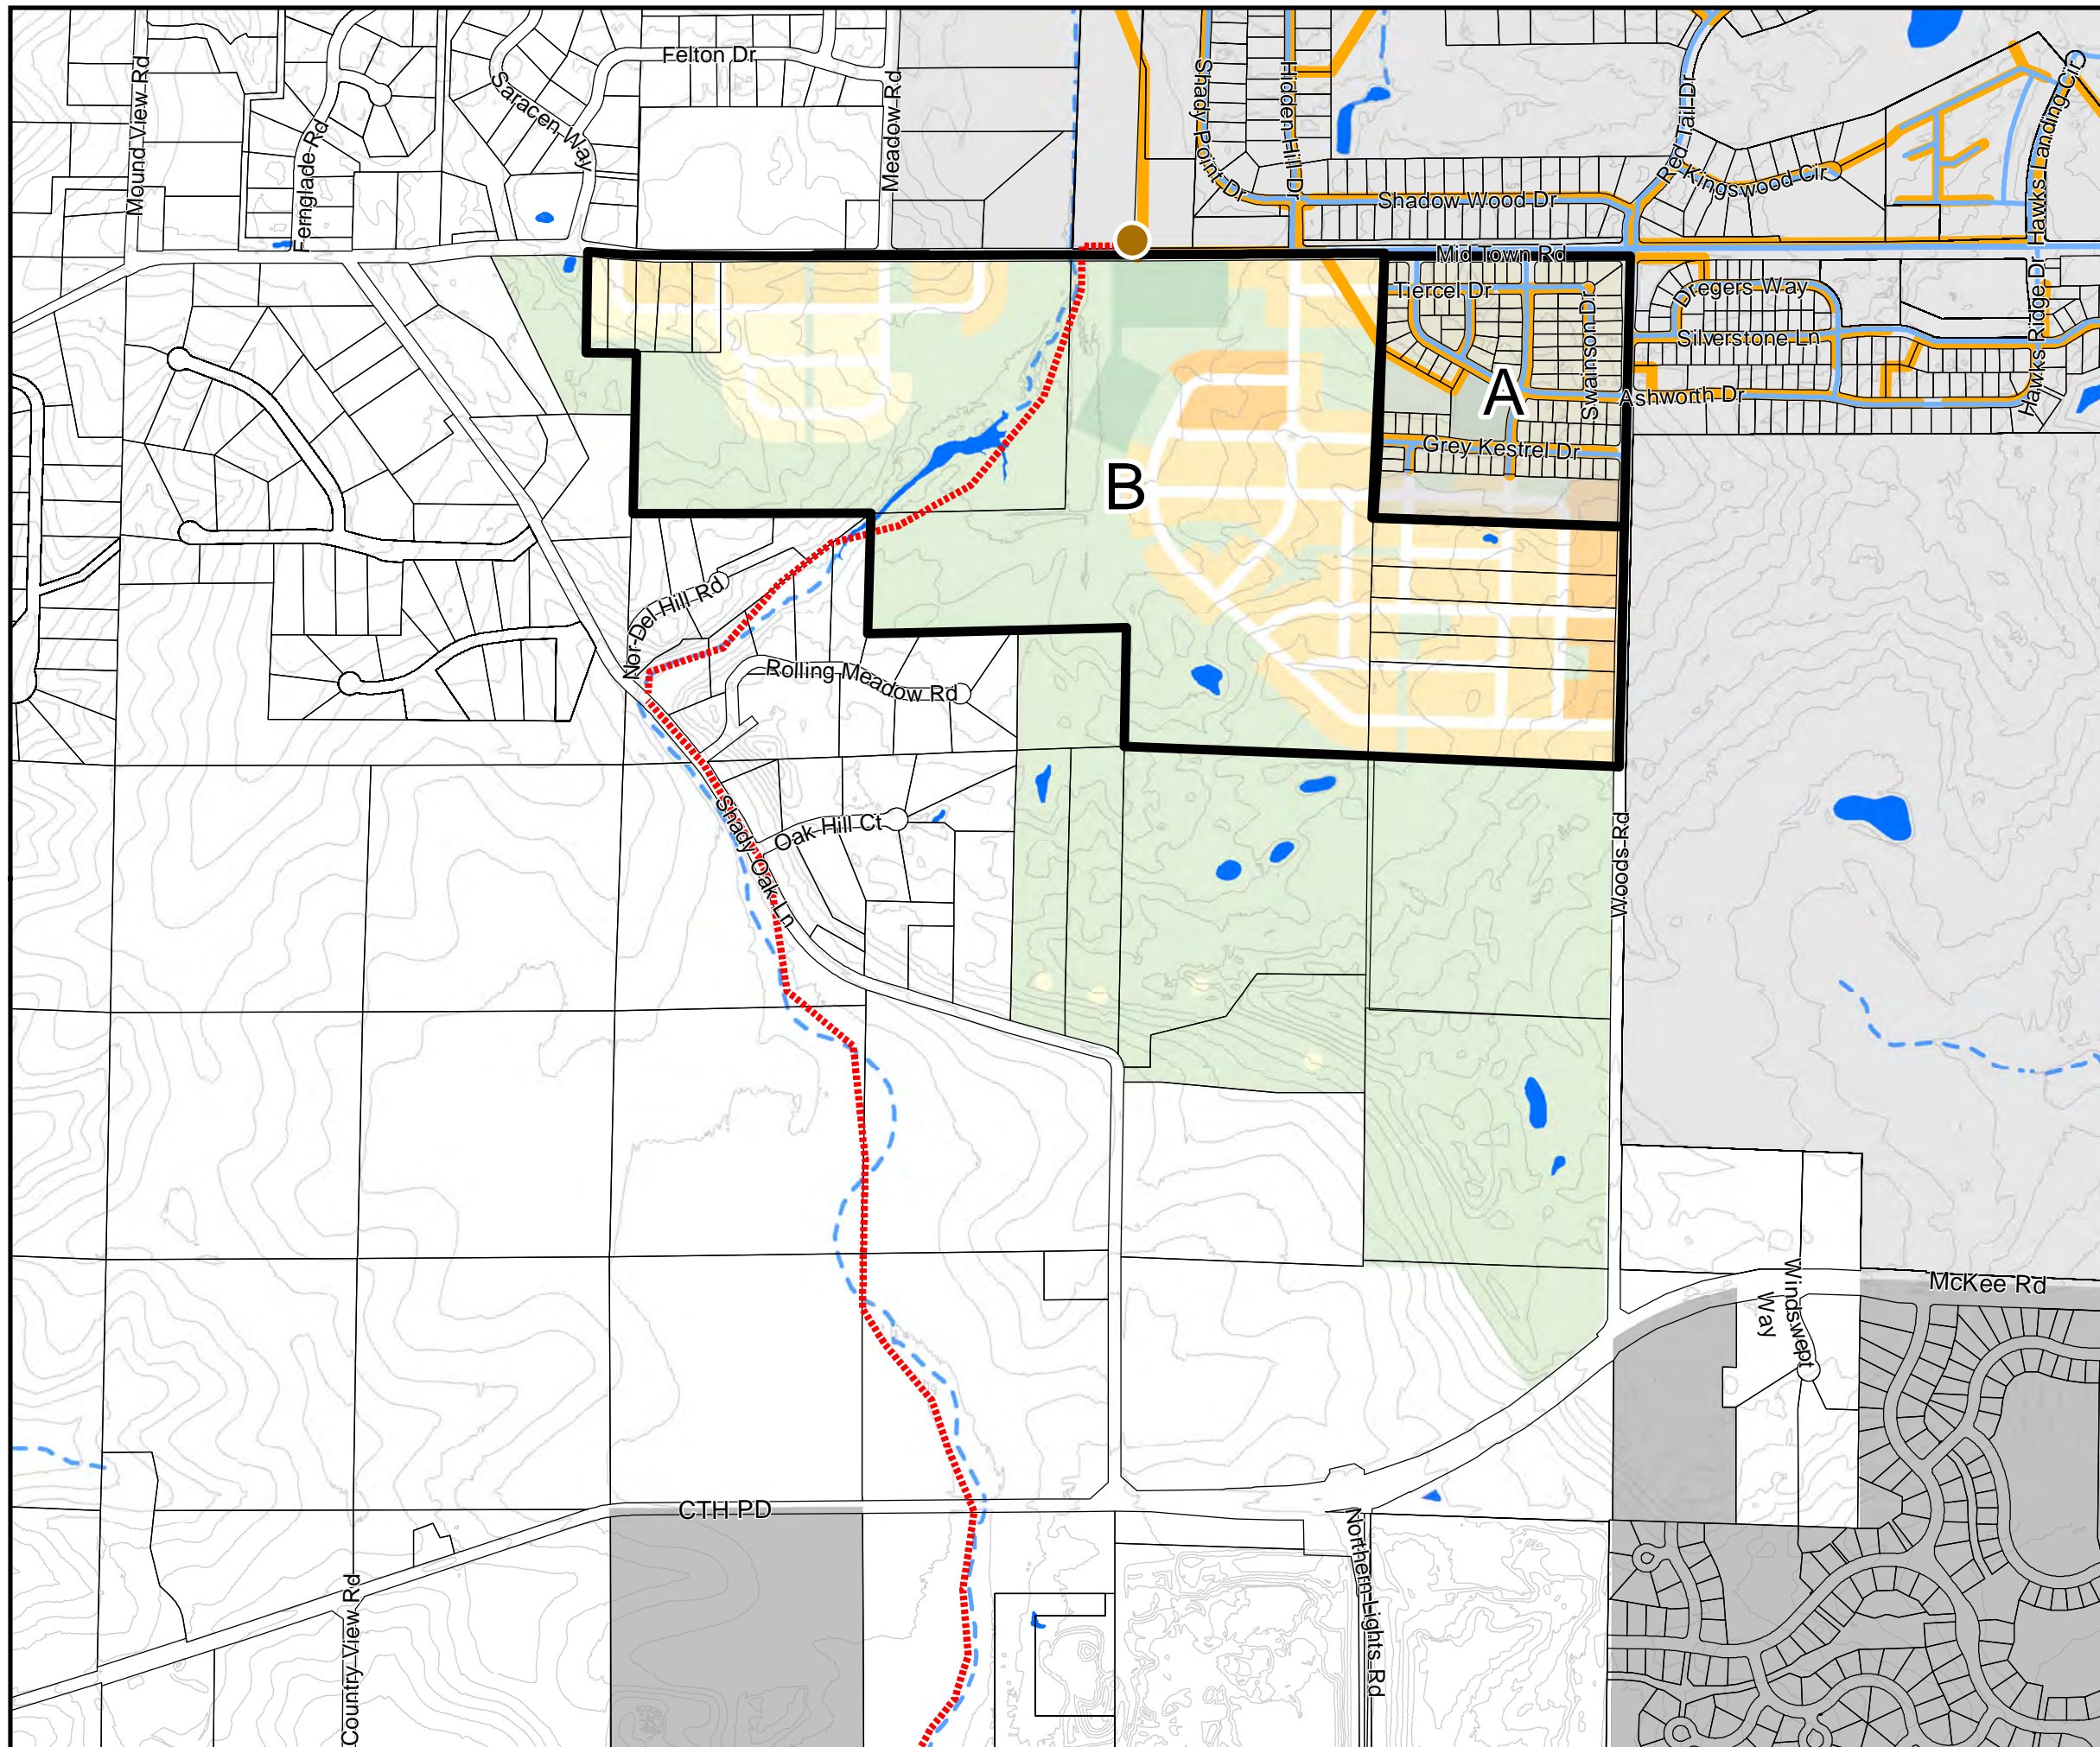 Felton Dr
Saracen Way
Mound View Rd
Fernglade Rd
Meadow Rd
Shady Point Dr
Hidden Hill Dr
Red Tail Dr
Kingswood Cir
Hawks Landing Cir
Shadow Wood Dr
Mid Town Rd
Tiercel Dr
Dregers Way
Silverstone Ln
Swainson Dr
Hawks Ridge Dr
A
Ashworth Dr
Grey Kestrel Dr
B
Nor-Del Hill Rd
Rolling Meadow Rd
Shady Oak Ln
Oak Hill Ct
Woods Rd
McKee Rd
Windswept
Way
CTH PD
Northern Lights Rd
Country View Rd